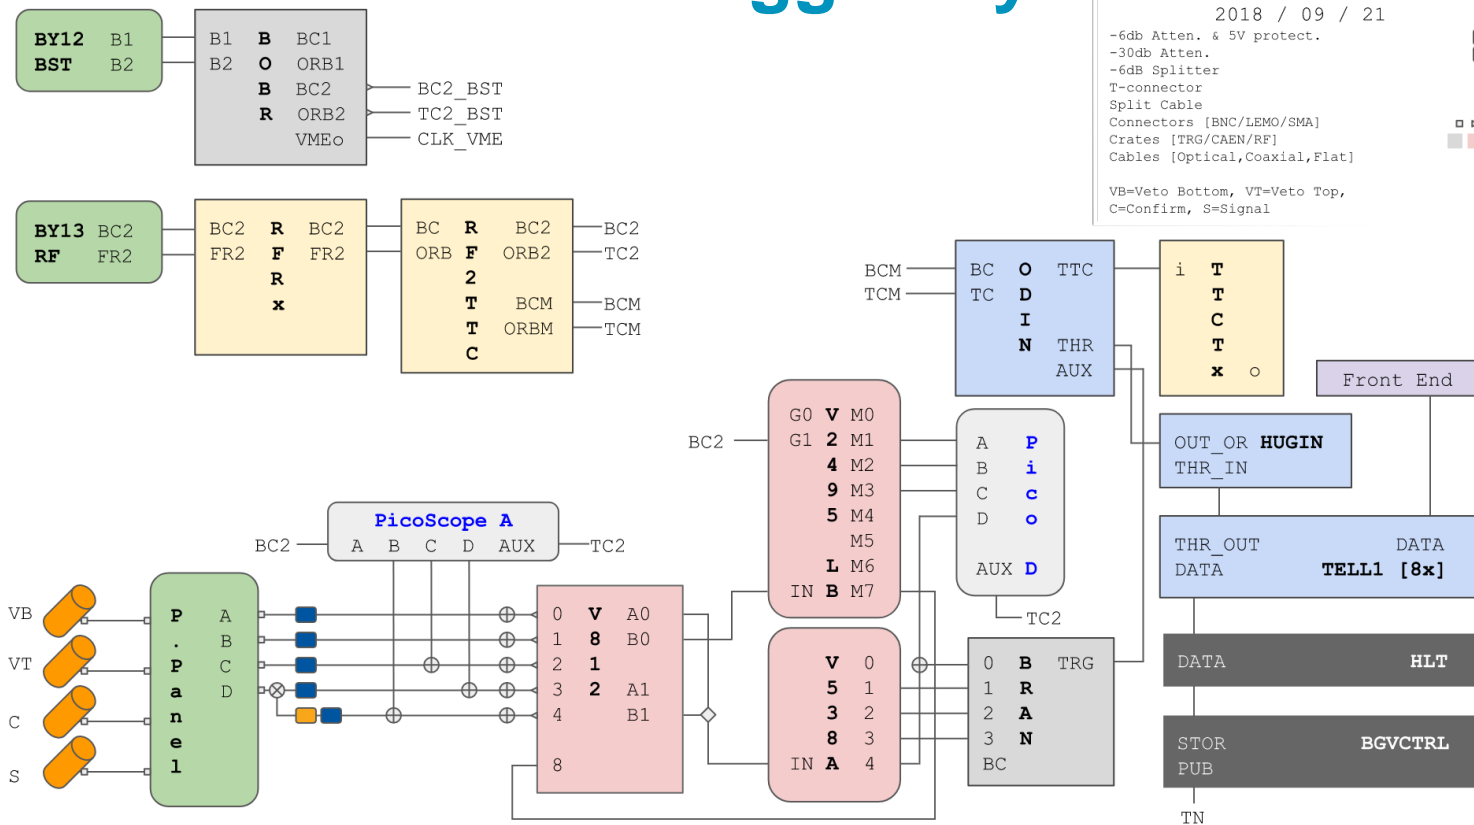 gg y
2018 / 09 / 21
-6db Atten. & 5V protect.
-30db Atten.
-6dB Splitter
T-connector
Split Cable
Connectors [BNC/LEMO/SMA]
Crates [TRG/CAEN/RF]
Cables [Optical,Coaxial,Flat]
VB=Veto Bottom, VT=Veto Top,
C=Confirm, S=Signal
BY12 B1
BST B2
B1 B BC1
B2 O ORB1
B BC2
R ORB2
VMEo
BC2_BST
TC2_BST
CLK_VME
BY13 BC2
RF FR2
BC2 R BC2
FR2 F FR2
R
x
BC R BC2
ORB F ORB2
2
T BCM
T ORBM
C
BC2
TC2
BCM
TCM
BCM
TCM
BC O TTC
TC D
I
N THR
AUX
i T
T
C
T
x o
Front End
OUT_OR HUGIN
THR_IN
THR_OUT DATA
DATA TELL1 [8x]
DATA HLT
STOR BGVCTRL
PUB
TN
BC2
G0 V M0
G1 2 M1
4 M2
9 M3
5 M4
M5
L M6
IN B M7
A P
B i
C c
D o
AUX D
TC2
PicoScope A
BC2 A B C D AUX TC2
VB
VT
C
S
P A
. B
P C
a D
n
e
l
0 V A0
1 8 B0
2 1
3 2 A1
4 B1
8
V 0
5 1
3 2
8 3
IN A 4
0 B TRG
1 R
2 A
3 N
BC